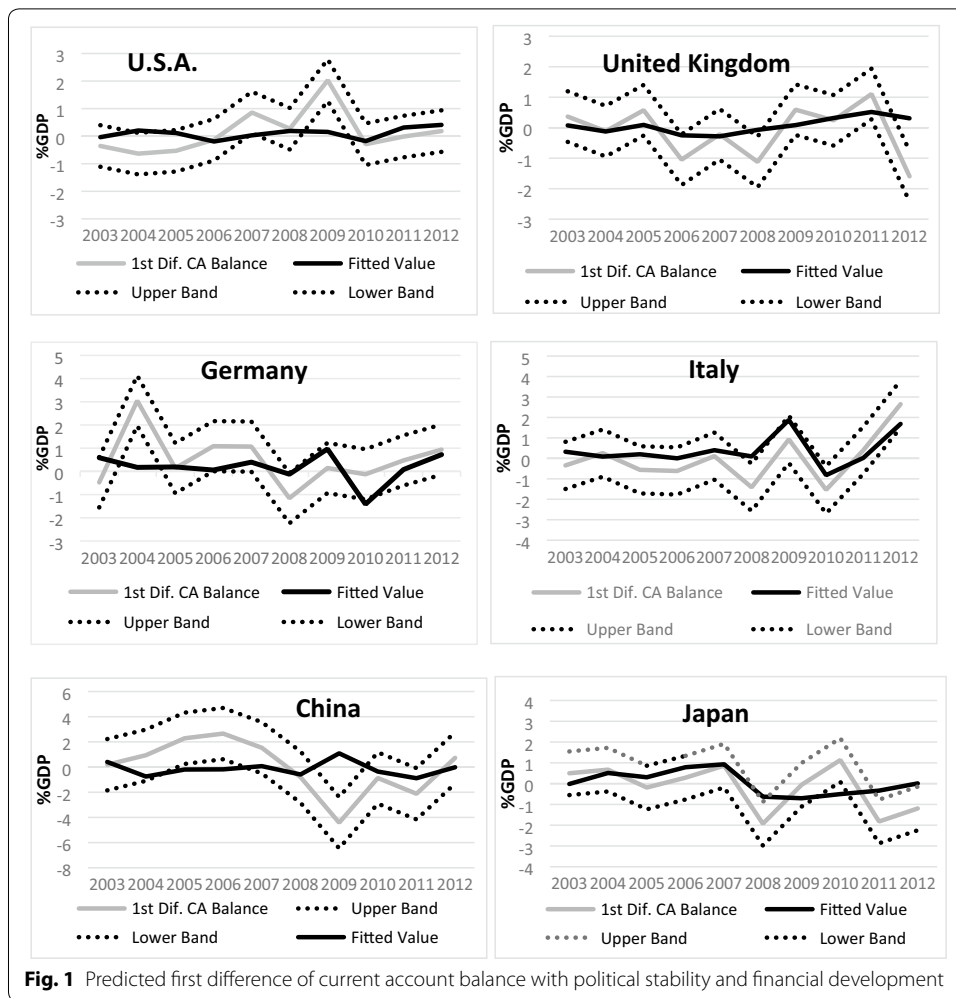 U.S.A.
%GDP
3
2
1
0
-1
-2
-3
2003 2004 2005 2006 2007 2008 2009 2010 2011 2012
1st Dif. CA Balance Fitted Value
Upper Band Lower Band
United Kingdom
%GDP
3
2
1
0
-1
-2
-3
2003 2004 2005 2006 2007 2008 2009 2010 2011 2012
1st Dif. CA Balance Fitted Value
Upper Band Lower Band
Germany
%GDP
5
4
3
2
1
0
-1
-2
-3
2003 2004 2005 2006 2007 2008 2009 2010 2011 2012
1st Dif. CA Balance Fitted Value
Upper Band Lower Band
Italy
%GDP
5
4
3
2
1
0
-1
-2
-3
-4
2003 2004 2005 2006 2007 2008 2009 2010 2011 2012
1st Dif. CA Balance Fitted Value
Upper Band Lower Band
China
%GDP
6
4
2
0
-2
-4
-6
-8
2003 2004 2005 2006 2007 2008 2009 2010 2011 2012
1st Dif. CA Balance Upper Band
Lower Band Fitted Value
Japan
%GDP
4
3
2
1
0
-1
-2
-3
-4
2003 2004 2005 2006 2007 2008 2009 2010 2011 2012
1st Dif. CA Balance Fitted Value
Upper Band Lower Band
Fig. 1 Predicted first difference of current account balance with political stability and financial development